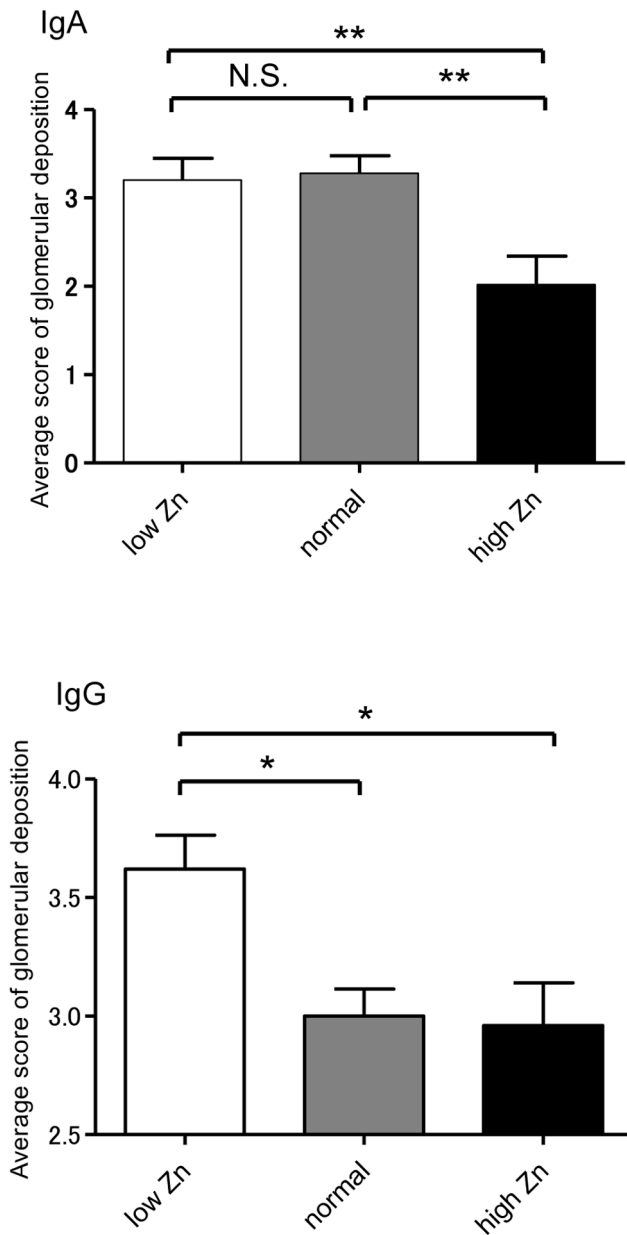 IgA
**
N.S.
**
Average score of glomerular deposition
4
3
2
1
0
low Zn
normal
high Zn
IgG
*
*
Average score of glomerular deposition
4.0
3.5
3.0
2.5
low Zn
normal
high Zn